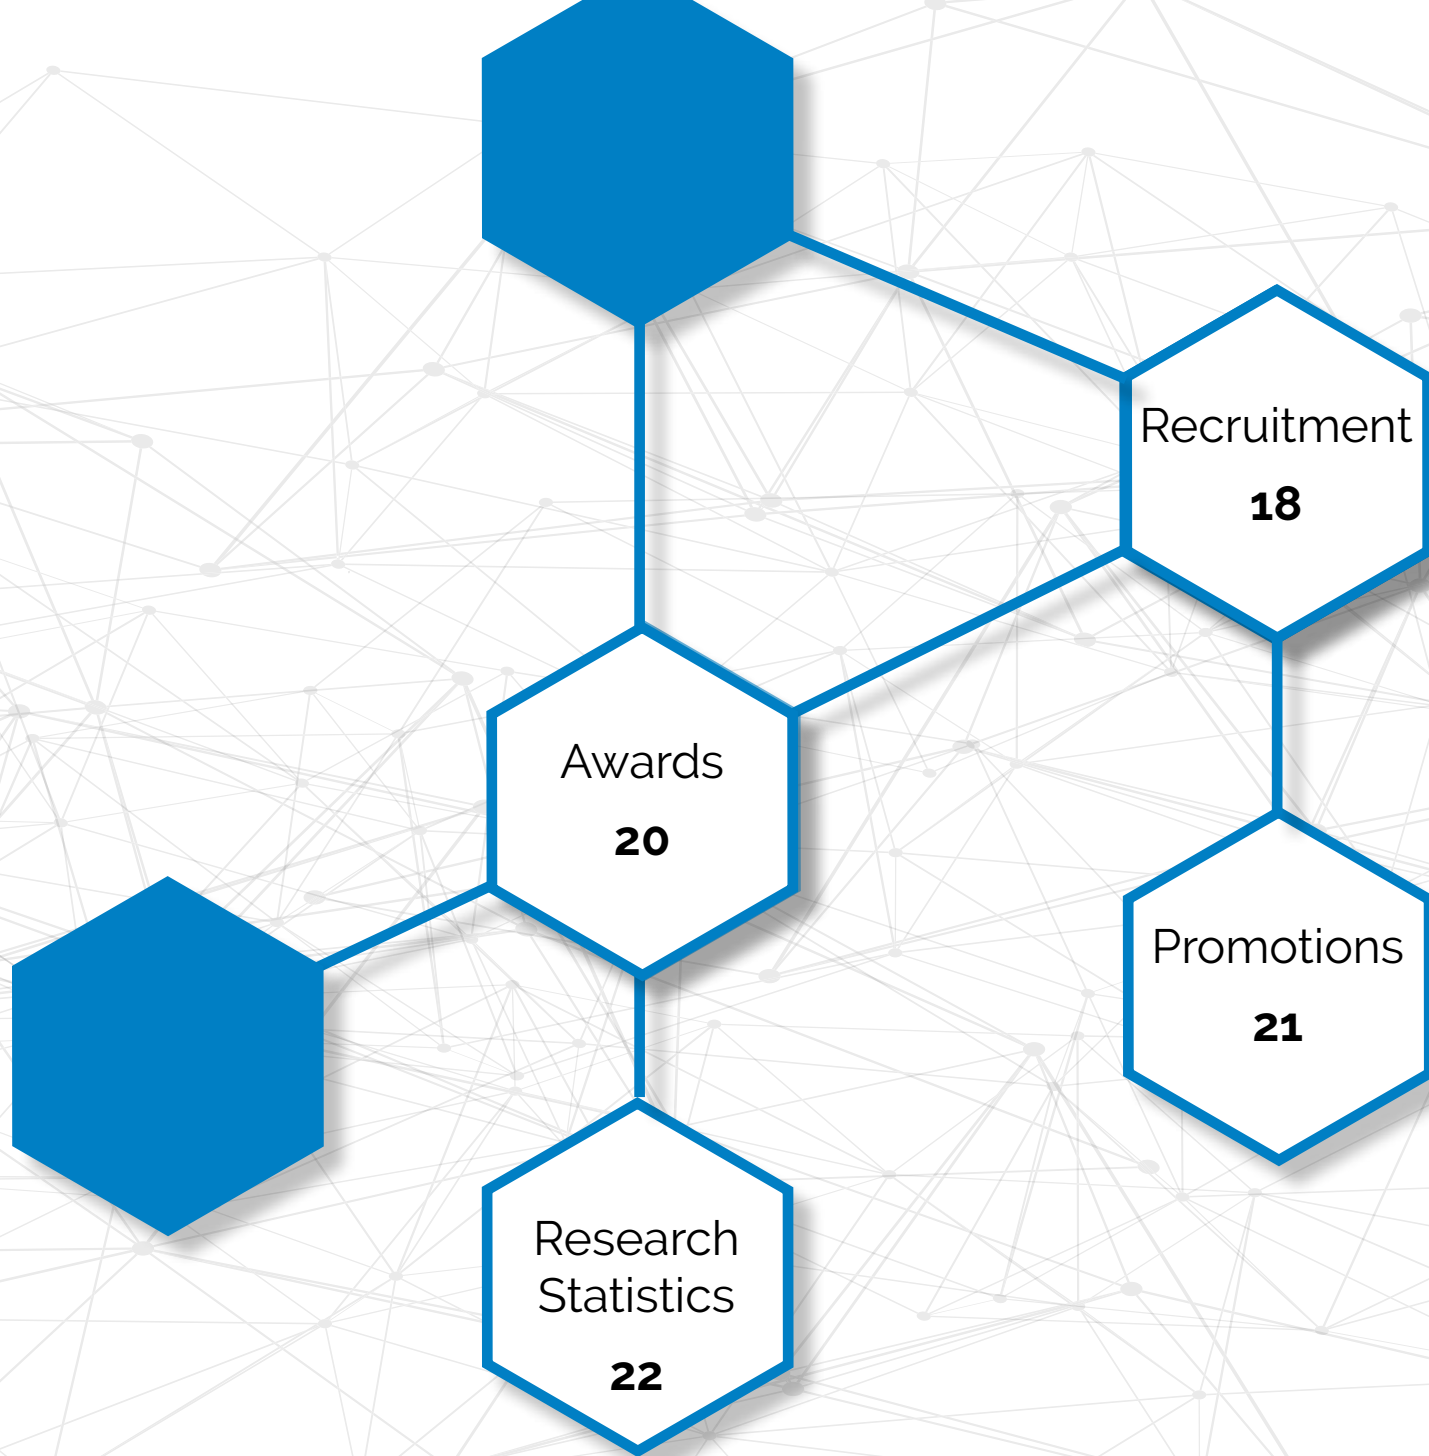 Recruitment
18
Awards
20
Promotions
21
Research
Statistics
22